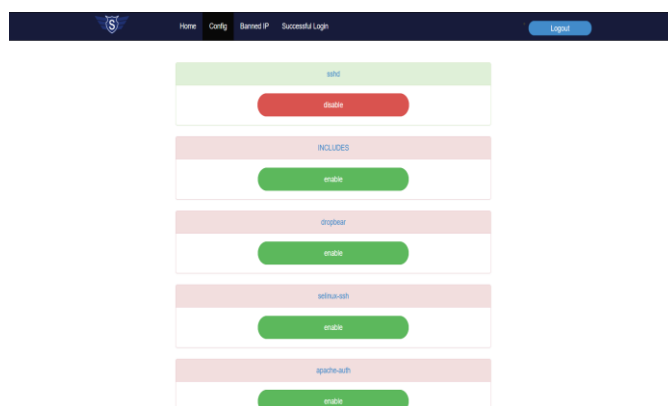 S
Home Config Banned IP Successful Login Logout
sshd
disable
INCLUDES
enable
dropbear
enable
selinux-ssh
enable
apache-auth
enable